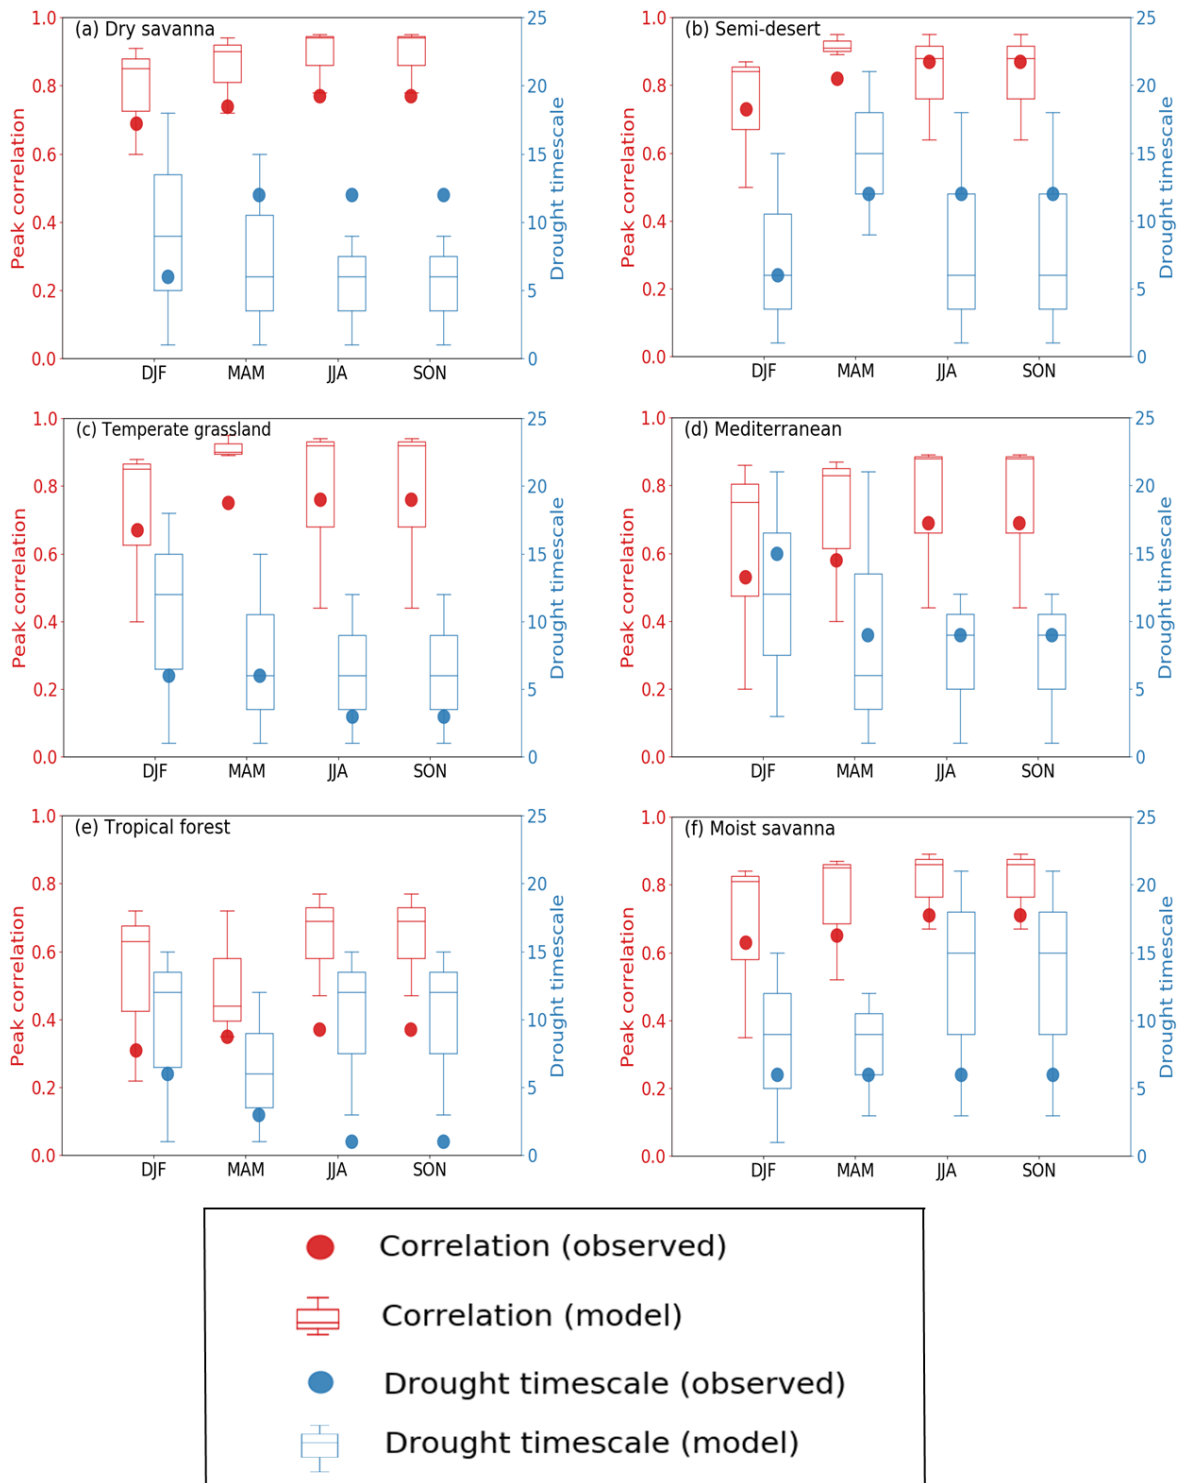 (a) Dry savanna
1.0
0.8
0.6
0.4
0.2
0.0
Peak correlation
25
20
15
10
5
0
Drought timescale
DJF MAM JJA SON
(b) Semi-desert
1.0
0.8
0.6
0.4
0.2
0.0
Peak correlation
25
20
15
10
5
0
Drought timescale
DJF MAM JJA SON
(c) Temperate grassland
1.0
0.8
0.6
0.4
0.2
0.0
Peak correlation
25
20
15
10
5
0
Drought timescale
DJF MAM JJA SON
(d) Mediterranean
1.0
0.8
0.6
0.4
0.2
0.0
Peak correlation
25
20
15
10
5
0
Drought timescale
DJF MAM JJA SON
(e) Tropical forest
1.0
0.8
0.6
0.4
0.2
0.0
Peak correlation
25
20
15
10
5
0
Drought timescale
DJF MAM JJA SON
(f) Moist savanna
1.0
0.8
0.6
0.4
0.2
0.0
Peak correlation
25
20
15
10
5
0
Drought timescale
DJF MAM JJA SON
Correlation (observed)
Correlation (model)
Drought timescale (observed)
Drought timescale (model)